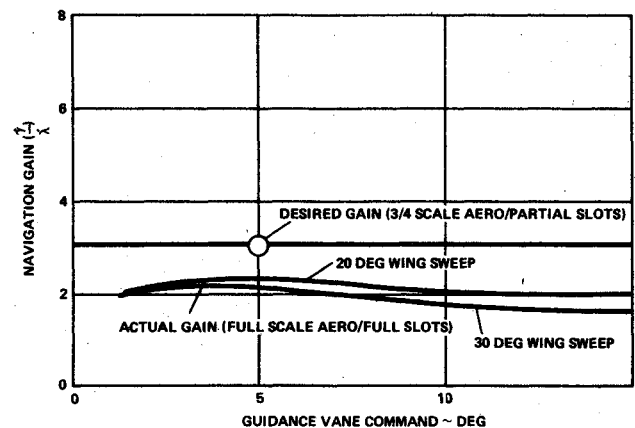 8
6
4
2
0
NAVIGATION GAIN
DESIRED GAIN (3/4 SCALE AERO/PARTIAL SLOTS)
20 DEG WING SWEEP
ACTUAL GAIN (FULL SCALE AERO/FULL SLOTS)
30 DEG WING SWEEP
0 5 10
GUIDANCE VANE COMMAND ~ DEG